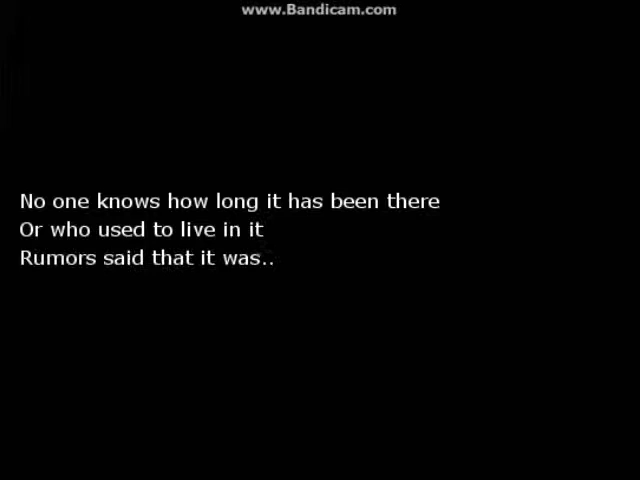 www.Bandicam.com
No one knows how long it has been there
Or who used to live in it
Rumors said that it was..